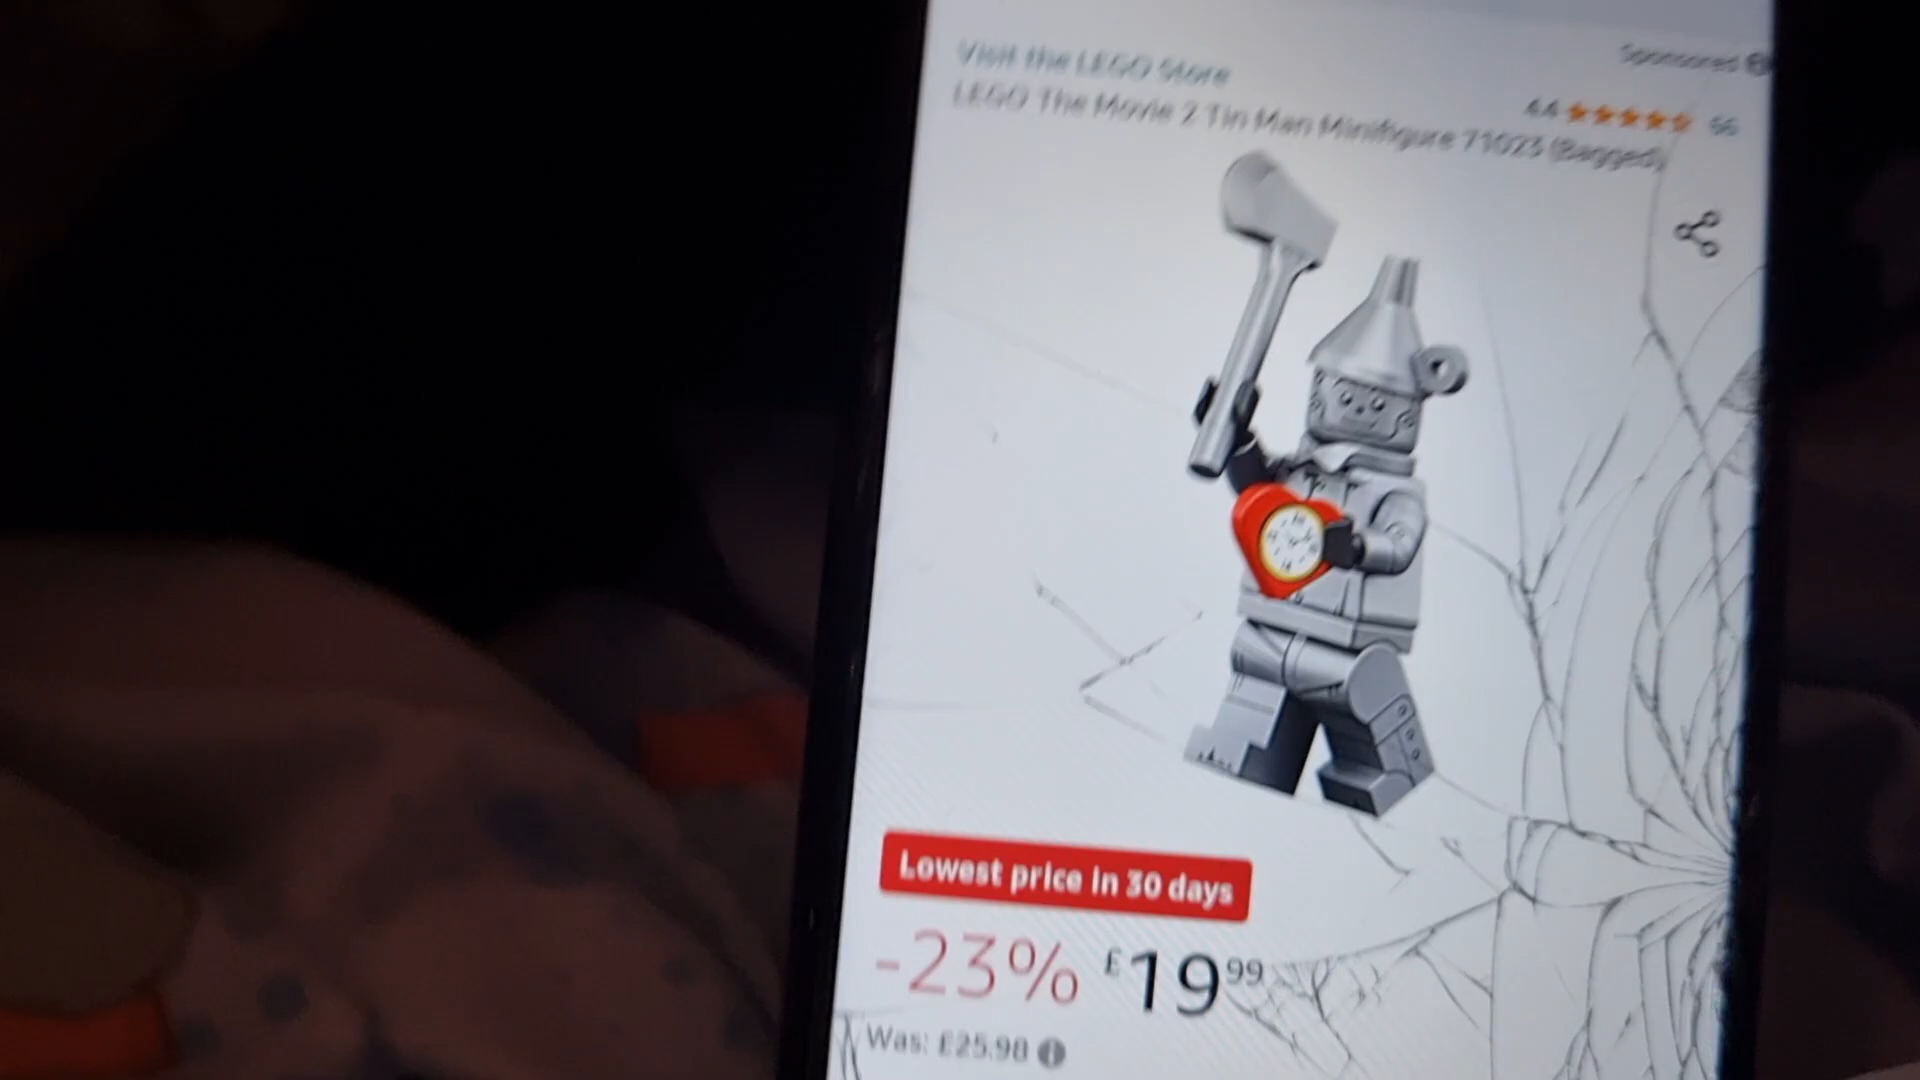 Sponsored
Visit the LEGO Store
4.4 66
LEGO The Movie 2 Tin Man Minifigure 71023 (Bagged)
Lowest price in 30 days
-23% £19 99
Was: £25.98